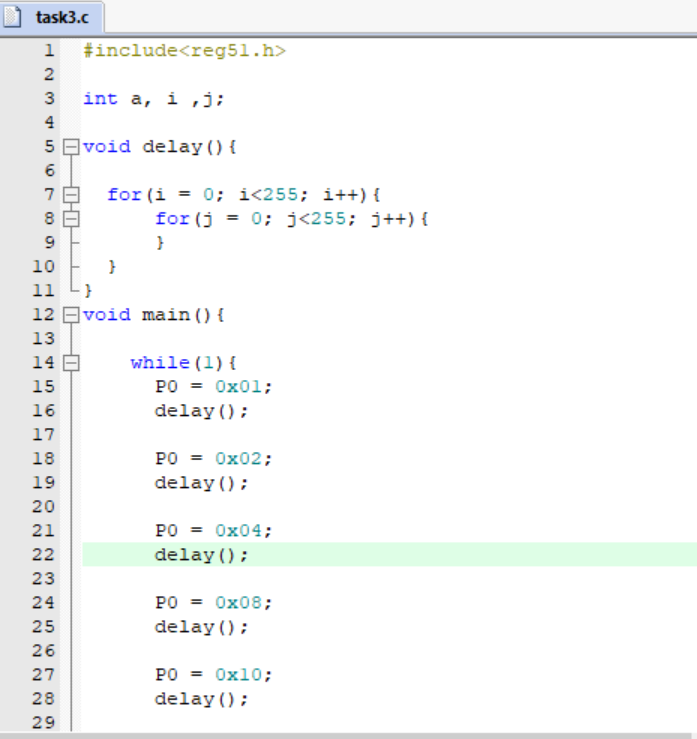 task3.c
1 #include<reg51.h>
2
3 int a, i ,j;
4
5 void delay(){
6
7 for(i = 0; i<255; i++){
8 for(j = 0; j<255; j++){
9 }
10 }
11 }
12 void main(){
13
14 while(1){
15 P0 = 0x01;
16 delay();
17
18 P0 = 0x02;
19 delay();
20
21 P0 = 0x04;
22 delay();
23
24 P0 = 0x08;
25 delay();
26
27 P0 = 0x10;
28 delay();
29